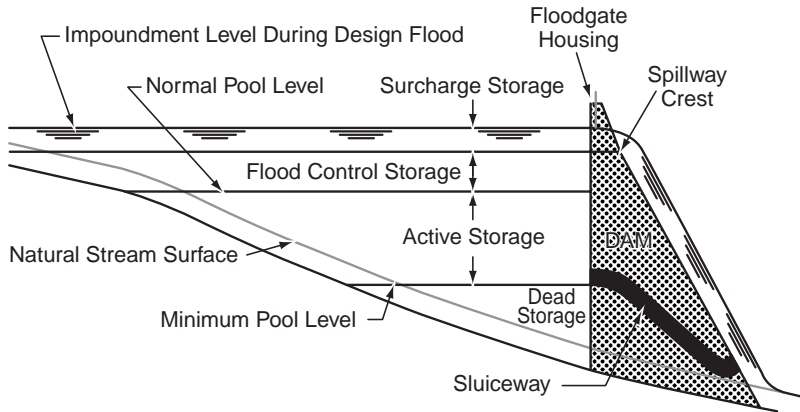 Floodgate
Housing
Impoundment Level During Design Flood
Normal Pool Level
Surcharge Storage
Spillway
Crest
Flood Control Storage
Active Storage
DAM
Natural Stream Surface
Dead
Storage
Minimum Pool Level
Sluiceway